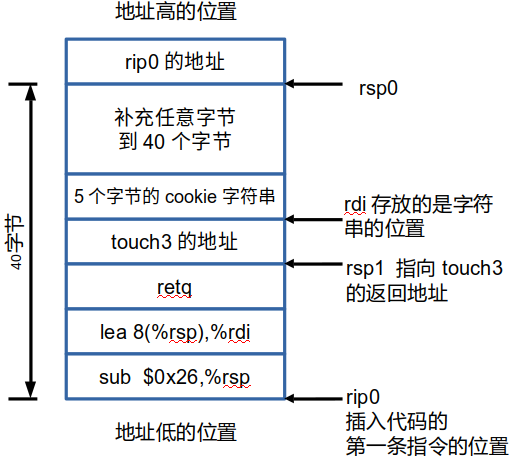 地址高的位置
rip0 的地址
rsp0
补充任意字节
到 40 个字节
5 个字节的 cookie 字符串
rdi 存放的是字符
串的位置
touch3 的地址
rsp1 指向 touch3
的返回地址
40字节
retq
lea 8(%rsp),%rdi
sub $0x26,%rsp
rip0
插入代码的
第一条指令的位置
地址低的位置